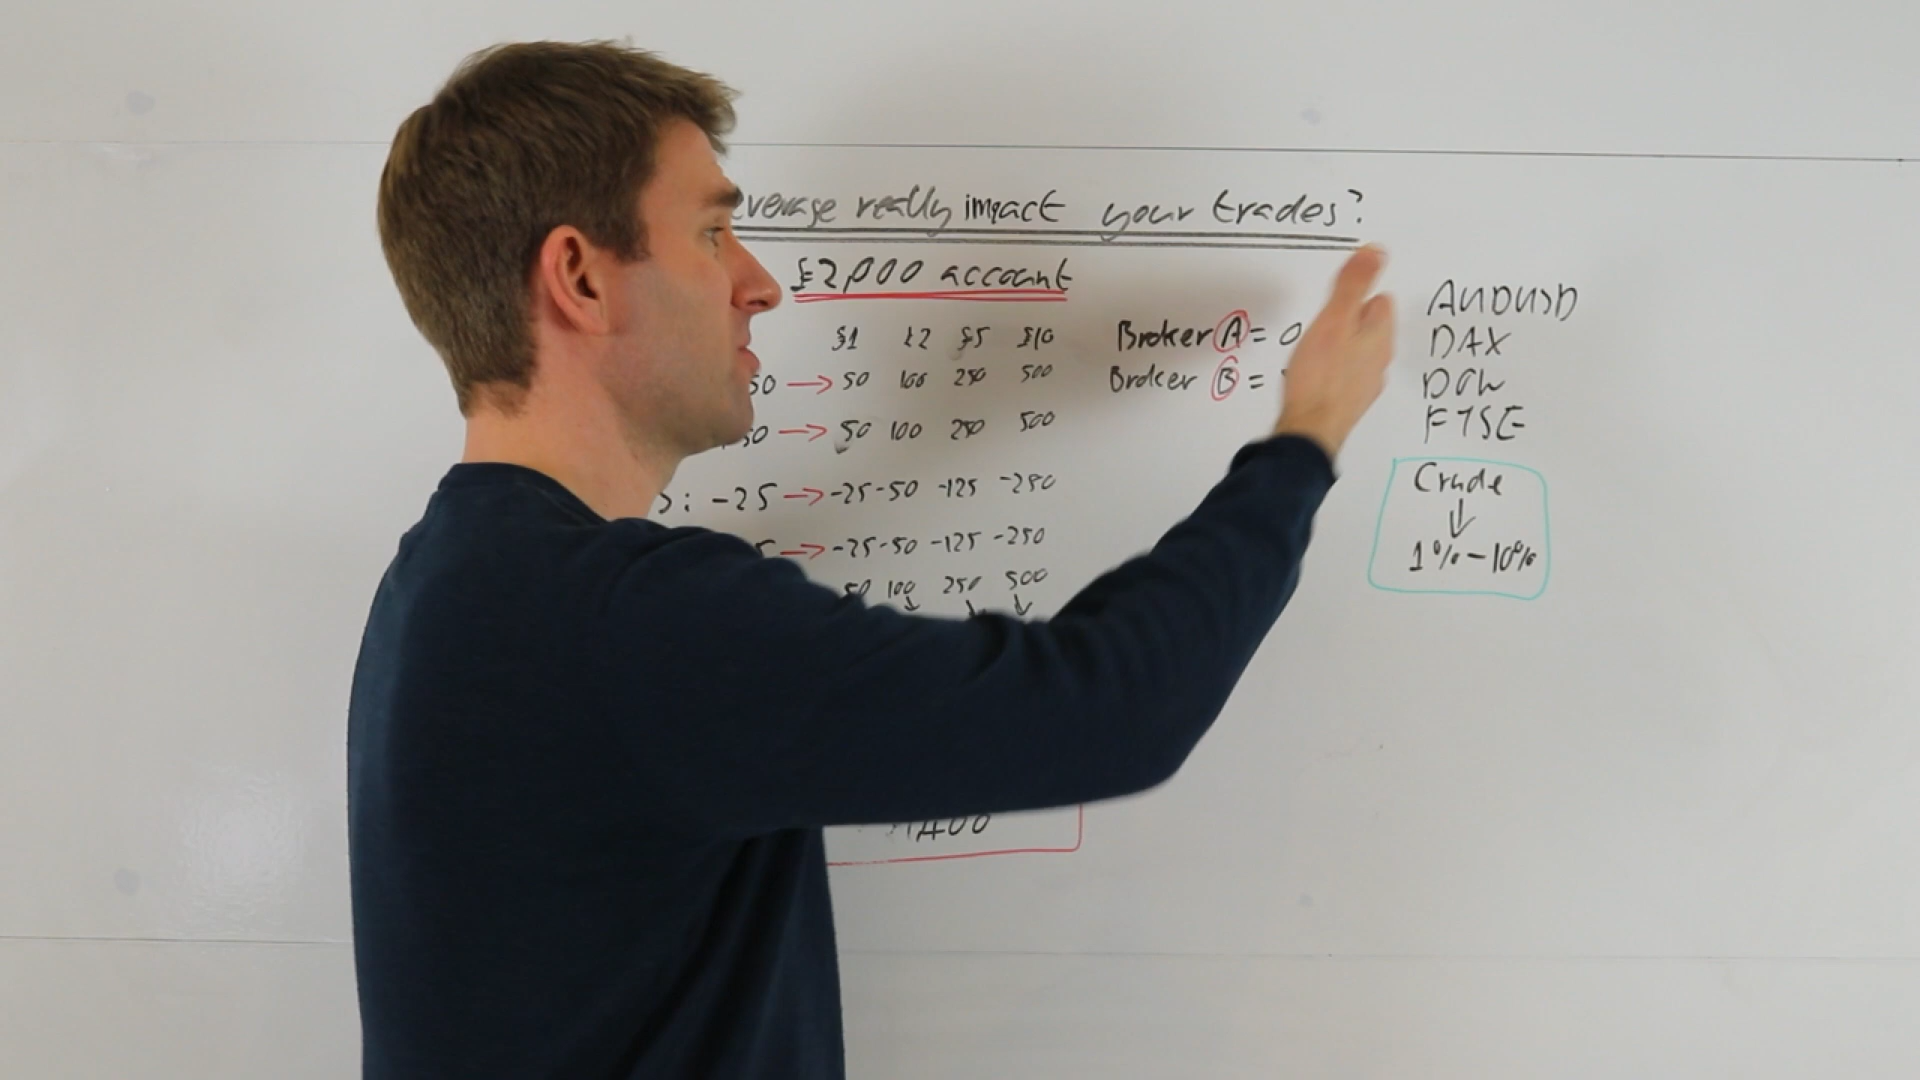 everage really impact your trades?
£2,000 account
£1 £2 £5 £10
50 → 50 100 250 500
50 → 50 100 250 500
: -25 → -25 -50 -125 -250
→ -25 -50 -125 -250
50 100 250 500
↓ ↓ ↓
400
Broker A = 0
Broker B =
AUDUSD
DAX
DOW
FTSE
Crude
↓
1% - 10%